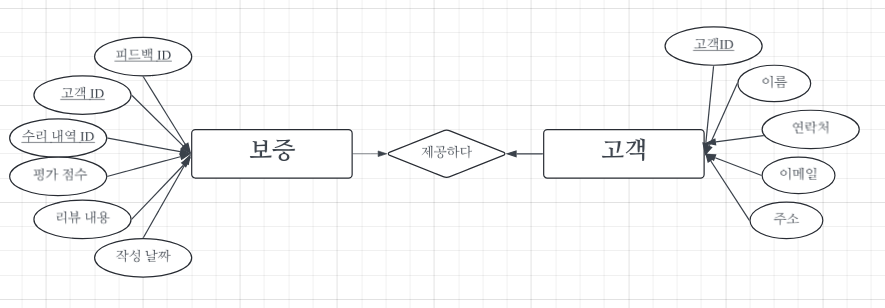 피드백 ID
고객 ID
수리 내역 ID
평가 점수
리뷰 내용
작성 날짜
보증
제공하다
고객
고객ID
이름
연락처
이메일
주소